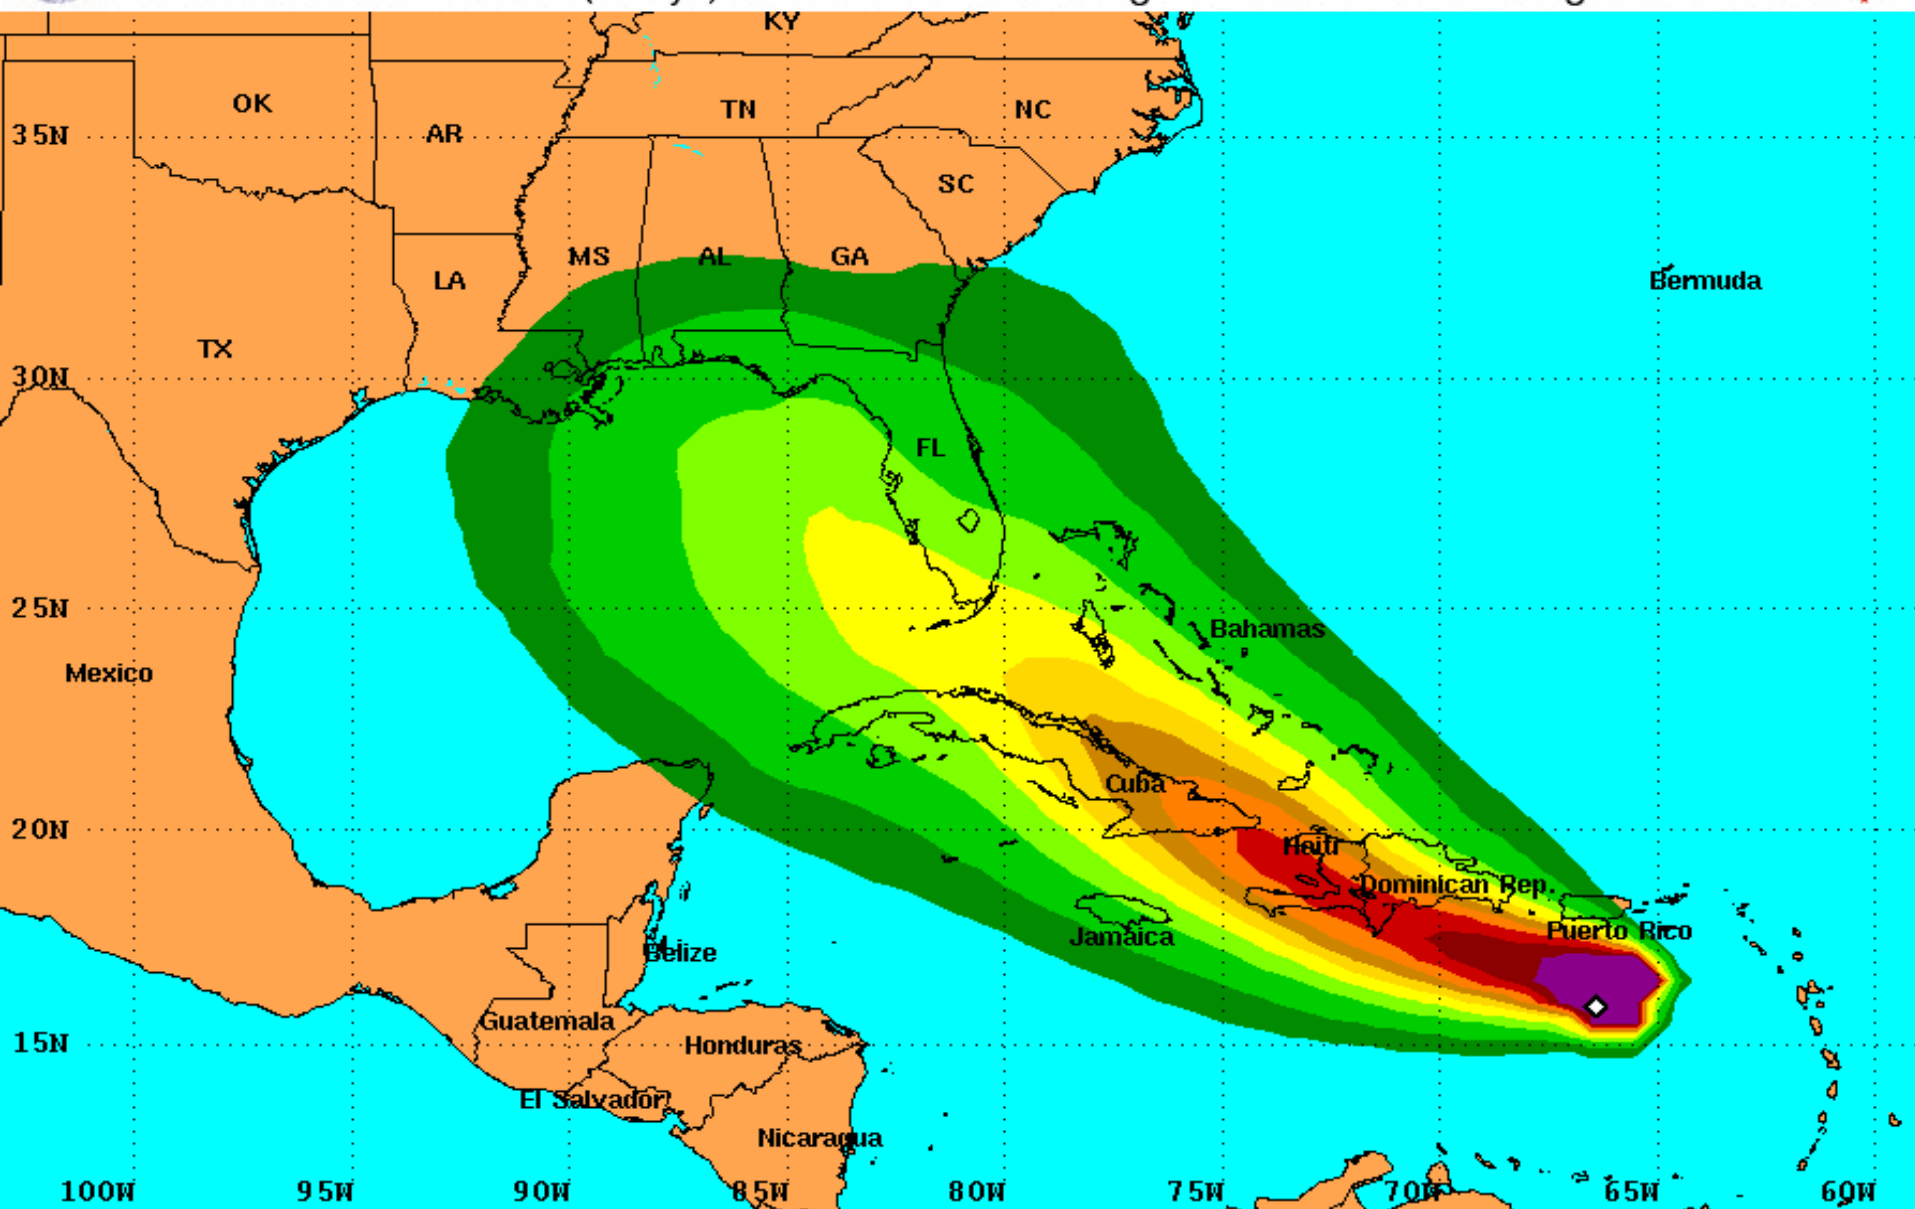 KY
OK
TN
NC
AR
35N
SC
MS
AL
GA
LA
Bermuda
TX
30N
FL
25N
Bahamas
Mexico
Cuba
20N
Haiti
Dominican Rep.
Puerto Rico
Jamaica
Belize
Guatemala
15N
Honduras
El Salvador
Nicaragua
100W 95W 90W 85W 80W 75W 70W 65W 60W